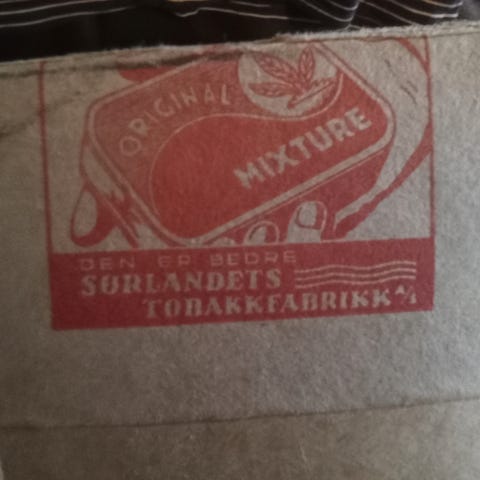 ORIGINAL
MIXTURE
DEN ER BEDRE
SØRLANDETS
TOBAKKFABRIKK A/S